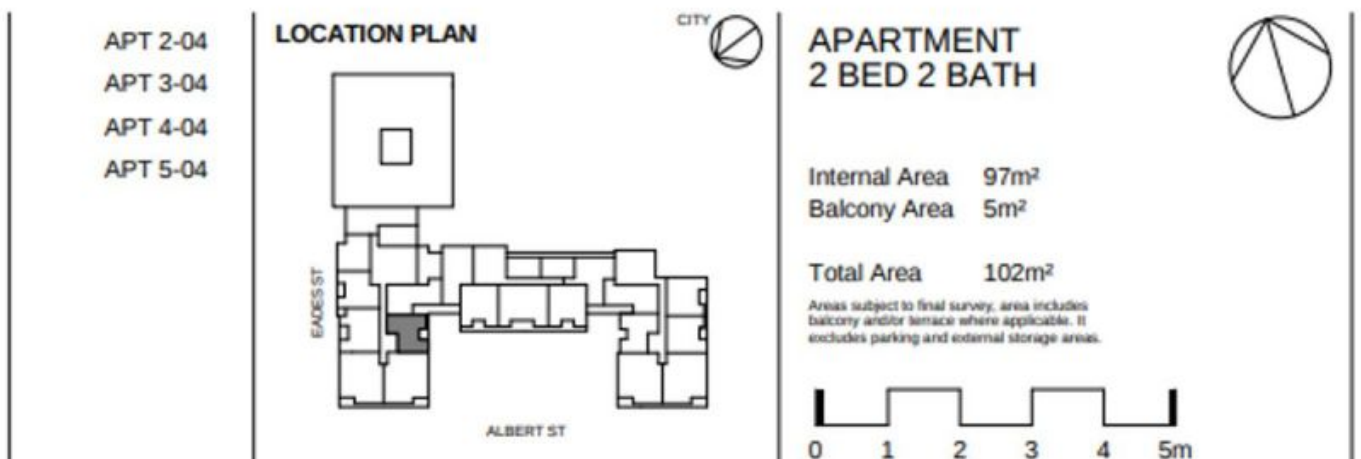 APT 2-04
APT 3-04
APT 4-04
APT 5-04
LOCATION PLAN
CITY
EADES ST
ALBERT ST
APARTMENT
2 BED 2 BATH
Internal Area 97m²
Balcony Area 5m²
Total Area 102m²
Areas subject to final survey, area includes
balcony and/or terrace where applicable. It
excludes parking and external storage areas.
0 1 2 3 4 5m